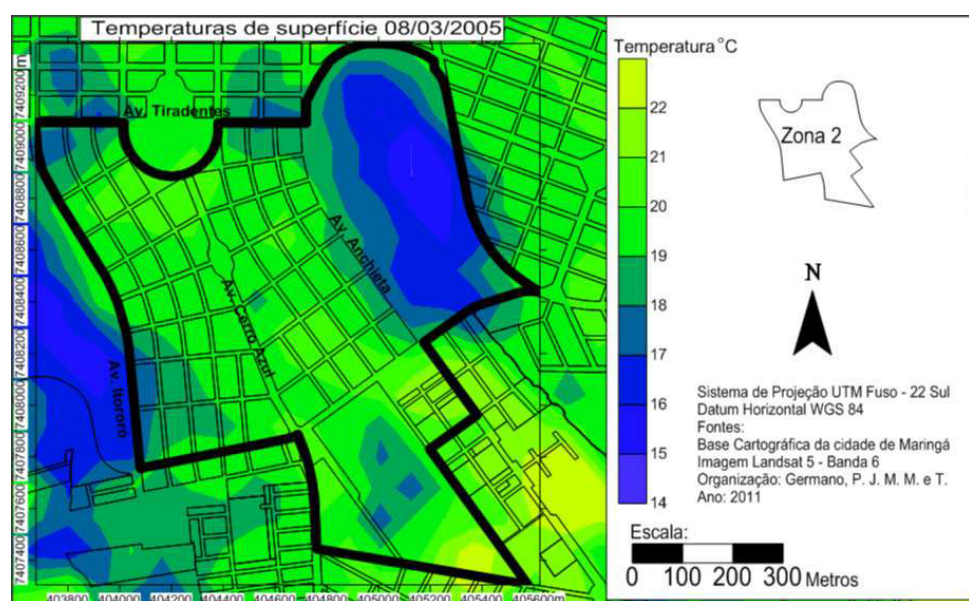 Temperaturas de superfície 08/03/2005
Temperatura °C
22
21
20
19
18
17
16
15
14
Zona 2
N
Sistema de Projeção UTM Fuso - 22 Sul
Datum Horizontal WGS 84
Fontes:
Base Cartográfica da cidade de Maringá
Imagem Landsat 5 - Banda 6
Organização: Germano, P. J. M. M. e T.
Ano: 2011
Escala:
0 100 200 300 Metros
Av. Tiradentes
Av. Anchieta
Av. Cerro Azul
Av. Itororó
m
7409200
7409000
7408800
7408600
7408400
7408200
7408000
7407800
7407600
7407400
403800 404000 404200 404400 404600 404800 405000 405200 405400 405600m